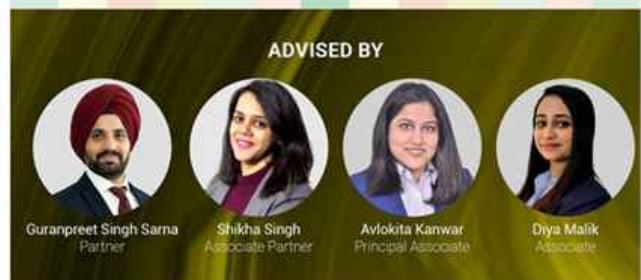 ADVISED BY
Guranpreet Singh Sarna
Partner
Shikha Singh
Associate Partner
Avlokita Kanwar
Principal Associate
Diya Malik
Associate